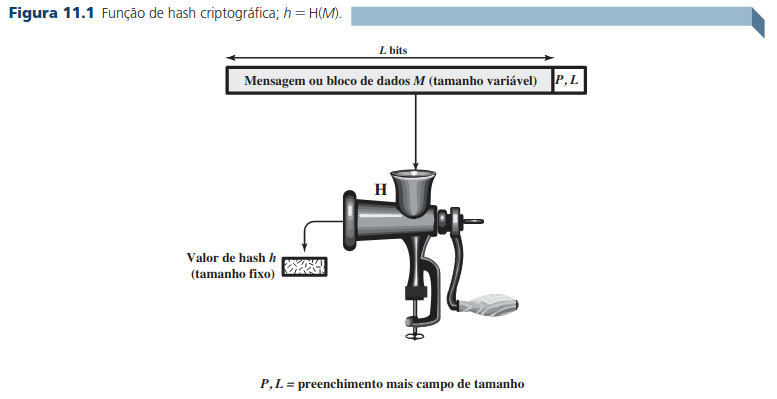 Figura 11.1 Função de hash criptográfica; h = H(M).
L bits
Mensagem ou bloco de dados M (tamanho variável) P, L
H
Valor de hash h
(tamanho fixo)
P, L = preenchimento mais campo de tamanho